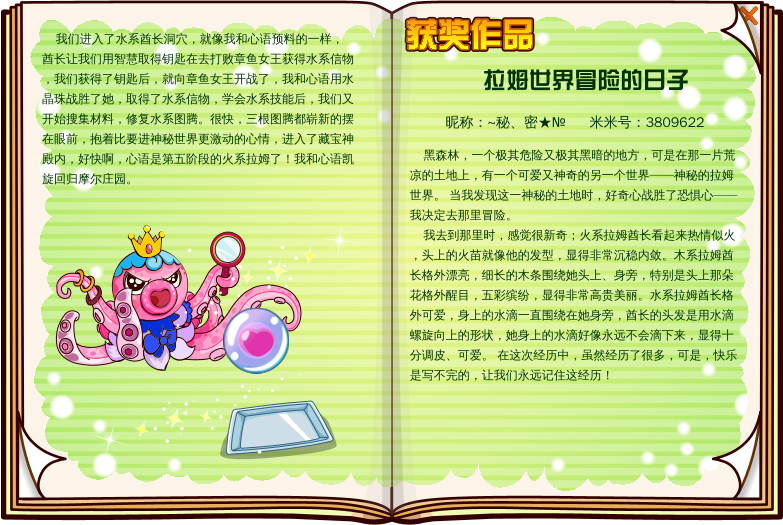 我们进入了水系酋长洞穴，就像我和心语预料的一样，
酋长让我们用智慧取得钥匙在去打败章鱼女王获得水系信物
，我们获得了钥匙后，就向章鱼女王开战了，我和心语用水
晶珠战胜了她，取得了水系信物，学会水系技能后，我们又
开始搜集材料，修复水系图腾。很快，三根图腾都崭新的摆
在眼前，抱着比要进神秘世界更激动的心情，进入了藏宝神
殿内，好快啊，心语是第五阶段的火系拉姆了！我和心语凯
旋回归摩尔庄园。
获奖作品
拉姆世界冒险的日子
昵称：~秘、密★№ 米米号：3809622
黑森林，一个极其危险又极其黑暗的地方，可是在那一片荒
凉的土地上，有一个可爱又神奇的另一个世界——神秘的拉姆
世界。 当我发现这一神秘的土地时，好奇心战胜了恐惧心——
我决定去那里冒险。
我去到那里时，感觉很新奇；火系拉姆酋长看起来热情似火
，头上的火苗就像他的发型，显得非常沉稳内敛。木系拉姆酋
长格外漂亮，细长的木条围绕她头上、身旁，特别是头上那朵
花格外醒目，五彩缤纷，显得非常高贵美丽。水系拉姆酋长格
外可爱，身上的水滴一直围绕在她身旁，酋长的头发是用水滴
螺旋向上的形状，她身上的水滴好像永远不会滴下来，显得十
分调皮、可爱。 在这次经历中，虽然经历了很多，可是，快乐
是写不完的，让我们永远记住这经历！